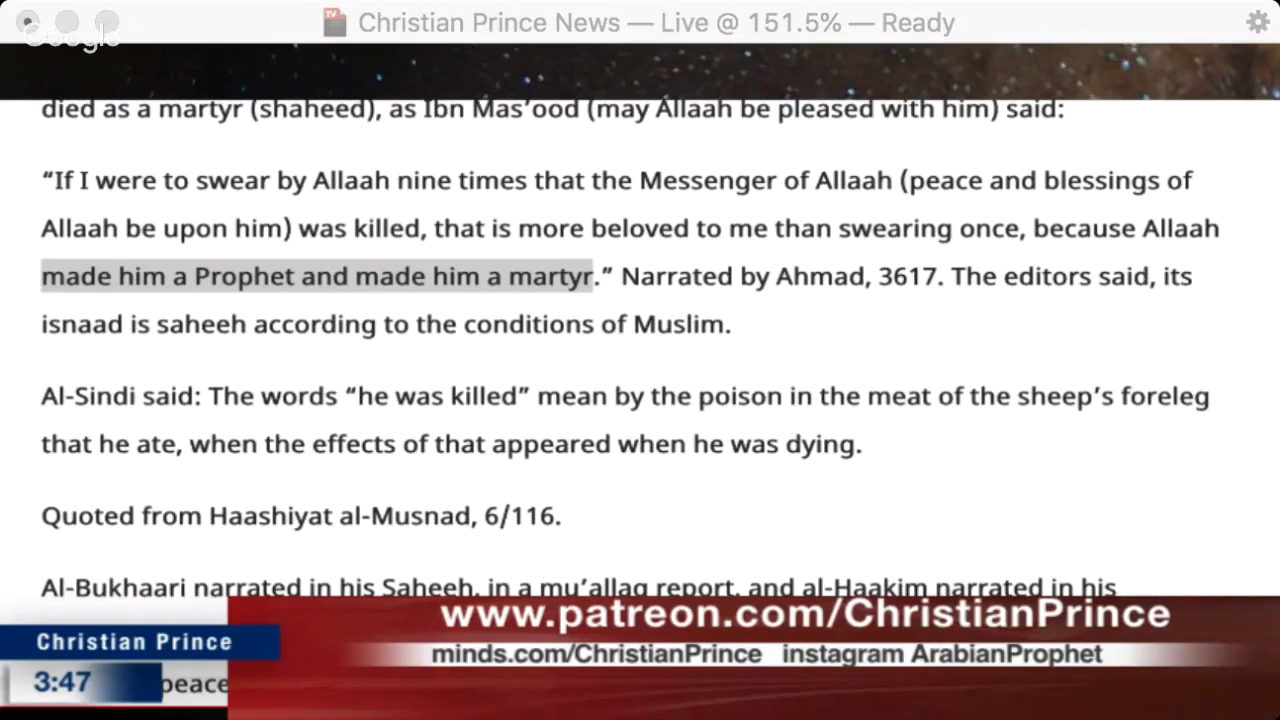 Christian Prince News — Live @ 151.5% — Ready
Google
died as a martyr (shaheed), as Ibn Mas’ood (may Allaah be pleased with him) said:
“If I were to swear by Allaah nine times that the Messenger of Allaah (peace and blessings of
Allaah be upon him) was killed, that is more beloved to me than swearing once, because Allaah
made him a Prophet and made him a martyr.” Narrated by Ahmad, 3617. The editors said, its
isnaad is saheeh according to the conditions of Muslim.
Al-Sindi said: The words “he was killed” mean by the poison in the meat of the sheep’s foreleg
that he ate, when the effects of that appeared when he was dying.
Quoted from Haashiyat al-Musnad, 6/116.
Al-Bukhaari narrated in his Saheeh, in a mu’allaq report, and al-Haakim narrated in his
www.patreon.com/ChristianPrince
Christian Prince
minds.com/ChristianPrince instagram ArabianProphet
3:47
peace